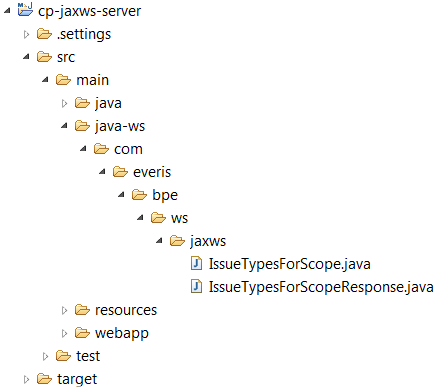 cp-jaxws-server
.settings
src
main
java
java-ws
com
everis
bpe
ws
jaxws
IssueTypesForScope.java
IssueTypesForScopeResponse.java
resources
webapp
test
target